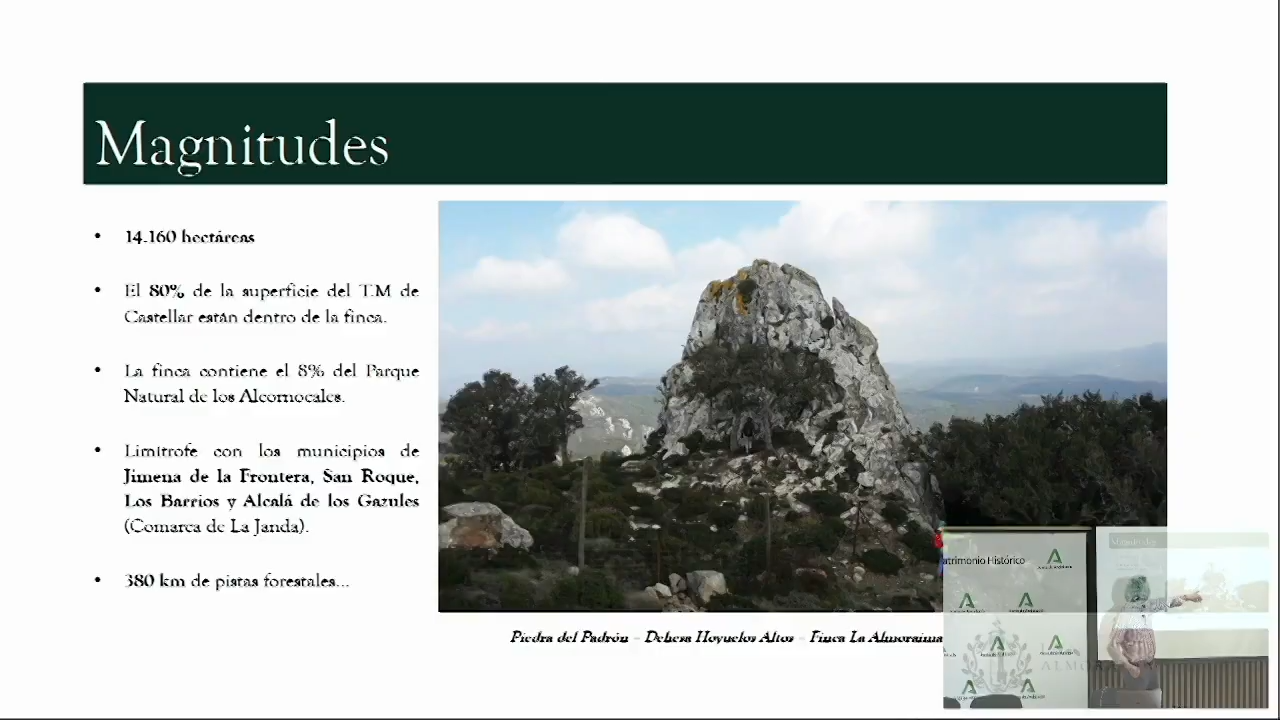 Magnitudes
• 14.160 hectáreas
• El 80% de la superficie del T.M de
Castellar están dentro de la finca.
• La finca contiene el 8% del Parque
Natural de los Alcornocales.
• Limítrofe con los municipios de
Jimena de la Frontera, San Roque,
Los Barrios y Alcalá de los Gazules
(Comarca de La Janda).
• 380 km de pistas forestales...
Piedra del Padrón – Dehesa Hoyuelos Altos – Finca La Almoraima
atrimonio Histórico
Magnitudes